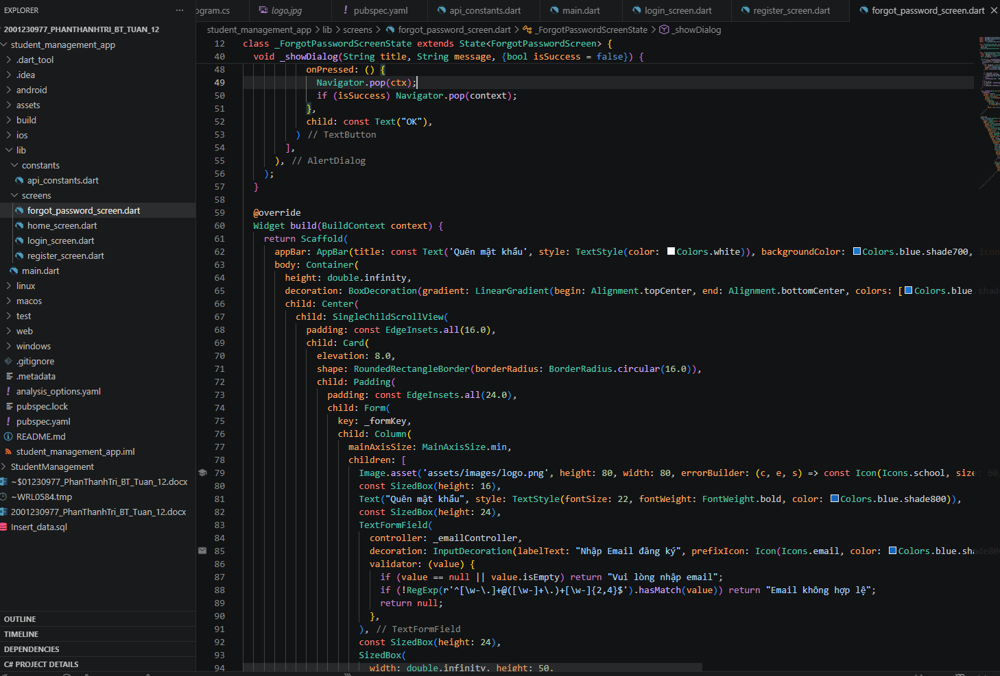 EXPLORER
···
ogram.cs
logo.jpg
! pubspec.yaml
api_constants.dart
main.dart
login_screen.dart
register_screen.dart
forgot_password_screen.dart
2001230977_PHANTHANHTRI_BT_TUAN_12
student_management_app
.dart_tool
.idea
android
assets
build
ios
lib
constants
api_constants.dart
screens
forgot_password_screen.dart
home_screen.dart
login_screen.dart
register_screen.dart
main.dart
linux
macos
test
web
windows
.gitignore
.metadata
! analysis_options.yaml
pubspec.lock
! pubspec.yaml
README.md
student_management_app.iml
StudentManagement
~$01230977_PhanThanhTri_BT_Tuan_12.docx
~WRL0584.tmp
2001230977_PhanThanhTri_BT_Tuan_12.docx
Insert_data.sql
OUTLINE
TIMELINE
DEPENDENCIES
C# PROJECT DETAILS
student_management_app > lib > screens > forgot_password_screen.dart > _ForgotPasswordScreenState > _showDialog
12 class _ForgotPasswordScreenState extends State<ForgotPasswordScreen> {
40 void _showDialog(String title, String message, {bool isSuccess = false}) {
48 onPressed: () {
49 Navigator.pop(ctx);
50 if (isSuccess) Navigator.pop(context);
51 },
52 child: const Text("OK"),
53 ) // TextButton
54 ],
55 ), // AlertDialog
56 );
57 }
58
59 @override
60 Widget build(BuildContext context) {
61 return Scaffold(
62 appBar: AppBar(title: const Text('Quên mật khẩu', style: TextStyle(color: Colors.white)), backgroundColor: Colors.blue.shade700, icon
63 body: Container(
64 height: double.infinity,
65 decoration: BoxDecoration(gradient: LinearGradient(begin: Alignment.topCenter, end: Alignment.bottomCenter, colors: [Colors.blue.shad
66 child: Center(
67 child: SingleChildScrollView(
68 padding: const EdgeInsets.all(16.0),
69 child: Card(
70 elevation: 8.0,
71 shape: RoundedRectangleBorder(borderRadius: BorderRadius.circular(16.0)),
72 child: Padding(
73 padding: const EdgeInsets.all(24.0),
74 child: Form(
75 key: _formKey,
76 child: Column(
77 mainAxisSize: MainAxisSize.min,
78 children: [
79 Image.asset('assets/images/logo.png', height: 80, width: 80, errorBuilder: (c, e, s) => const Icon(Icons.school, size: 60
80 const SizedBox(height: 16),
81 Text("Quên mật khẩu", style: TextStyle(fontSize: 22, fontWeight: FontWeight.bold, color: Colors.blue.shade800)),
82 const SizedBox(height: 24),
83 TextFormField(
84 controller: _emailController,
85 decoration: InputDecoration(labelText: "Nhập Email đăng ký", prefixIcon: Icon(Icons.email, color: Colors.blue.shade800
86 validator: (value) {
87 if (value == null || value.isEmpty) return "Vui lòng nhập email";
88 if (!RegExp(r'^[\w-\.]+@([\w-]+\.)+[\w-]{2,4}$').hasMatch(value)) return "Email không hợp lệ";
89 return null;
90 },
91 ), // TextFormField
92 const SizedBox(height: 24),
93 SizedBox(
94 width: double.infinity, height: 50,